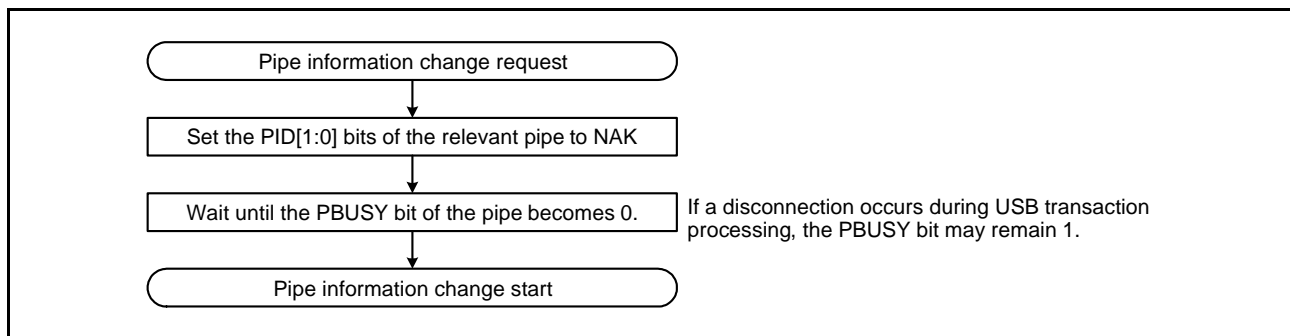 Pipe information change request
Set the PID[1:0] bits of the relevant pipe to NAK
Wait until the PBUSY bit of the pipe becomes 0.
If a disconnection occurs during USB transaction
processing, the PBUSY bit may remain 1.
Pipe information change start